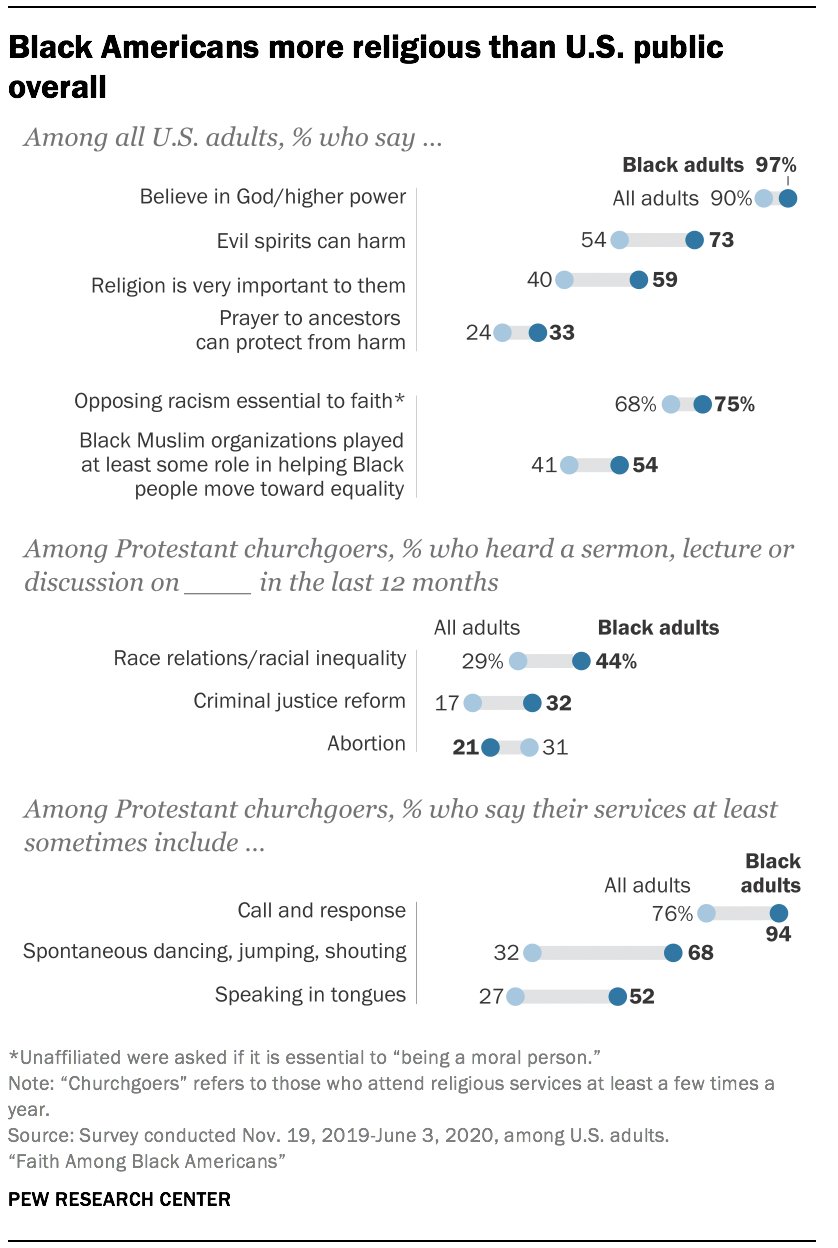 Black Americans more religious than U.S. public
overall
Among all U.S. adults, % who say ...
Black adults 97%
Believe in God/higher power All adults 90%
Evil spirits can harm 54 73
Religion is very important to them 40 59
Prayer to ancestors
can protect from harm 24 33
Opposing racism essential to faith* 68% 75%
Black Muslim organizations played
at least some role in helping Black 41 54
people move toward equality
Among Protestant churchgoers, % who heard a sermon, lecture or
discussion on ____ in the last 12 months
All adults Black adults
Race relations/racial inequality 29% 44%
Criminal justice reform 17 32
Abortion 21 31
Among Protestant churchgoers, % who say their services at least
sometimes include ...
Black
All adults adults
Call and response 76%
94
Spontaneous dancing, jumping, shouting 32 68
Speaking in tongues 27 52
*Unaffiliated were asked if it is essential to “being a moral person.”
Note: “Churchgoers” refers to those who attend religious services at least a few times a
year.
Source: Survey conducted Nov. 19, 2019-June 3, 2020, among U.S. adults.
“Faith Among Black Americans”
PEW RESEARCH CENTER